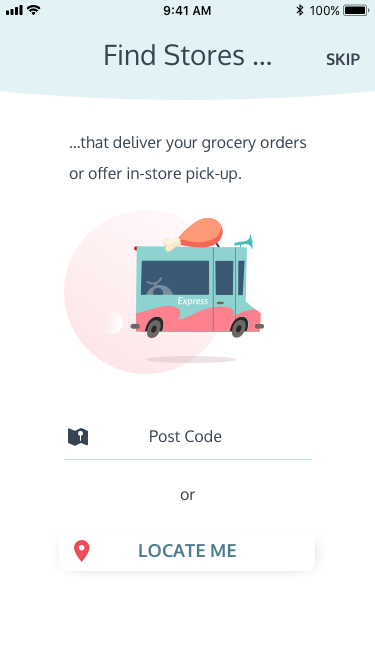 9:41 AM
100%
Find Stores ...
SKIP
...that deliver your grocery orders
or offer in-store pick-up.
Express
Post Code
or
LOCATE ME